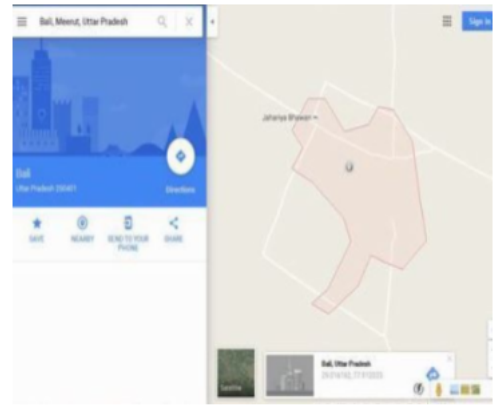 Bali, Meerut, Uttar Pradesh
Sign in
Jahaniya Bhawan
Bali
Uttar Pradesh 250401
Directions
SAVE
NEARBY
SEND TO YOUR
PHONE
SHARE
Satellite
Bali, Uttar Pradesh